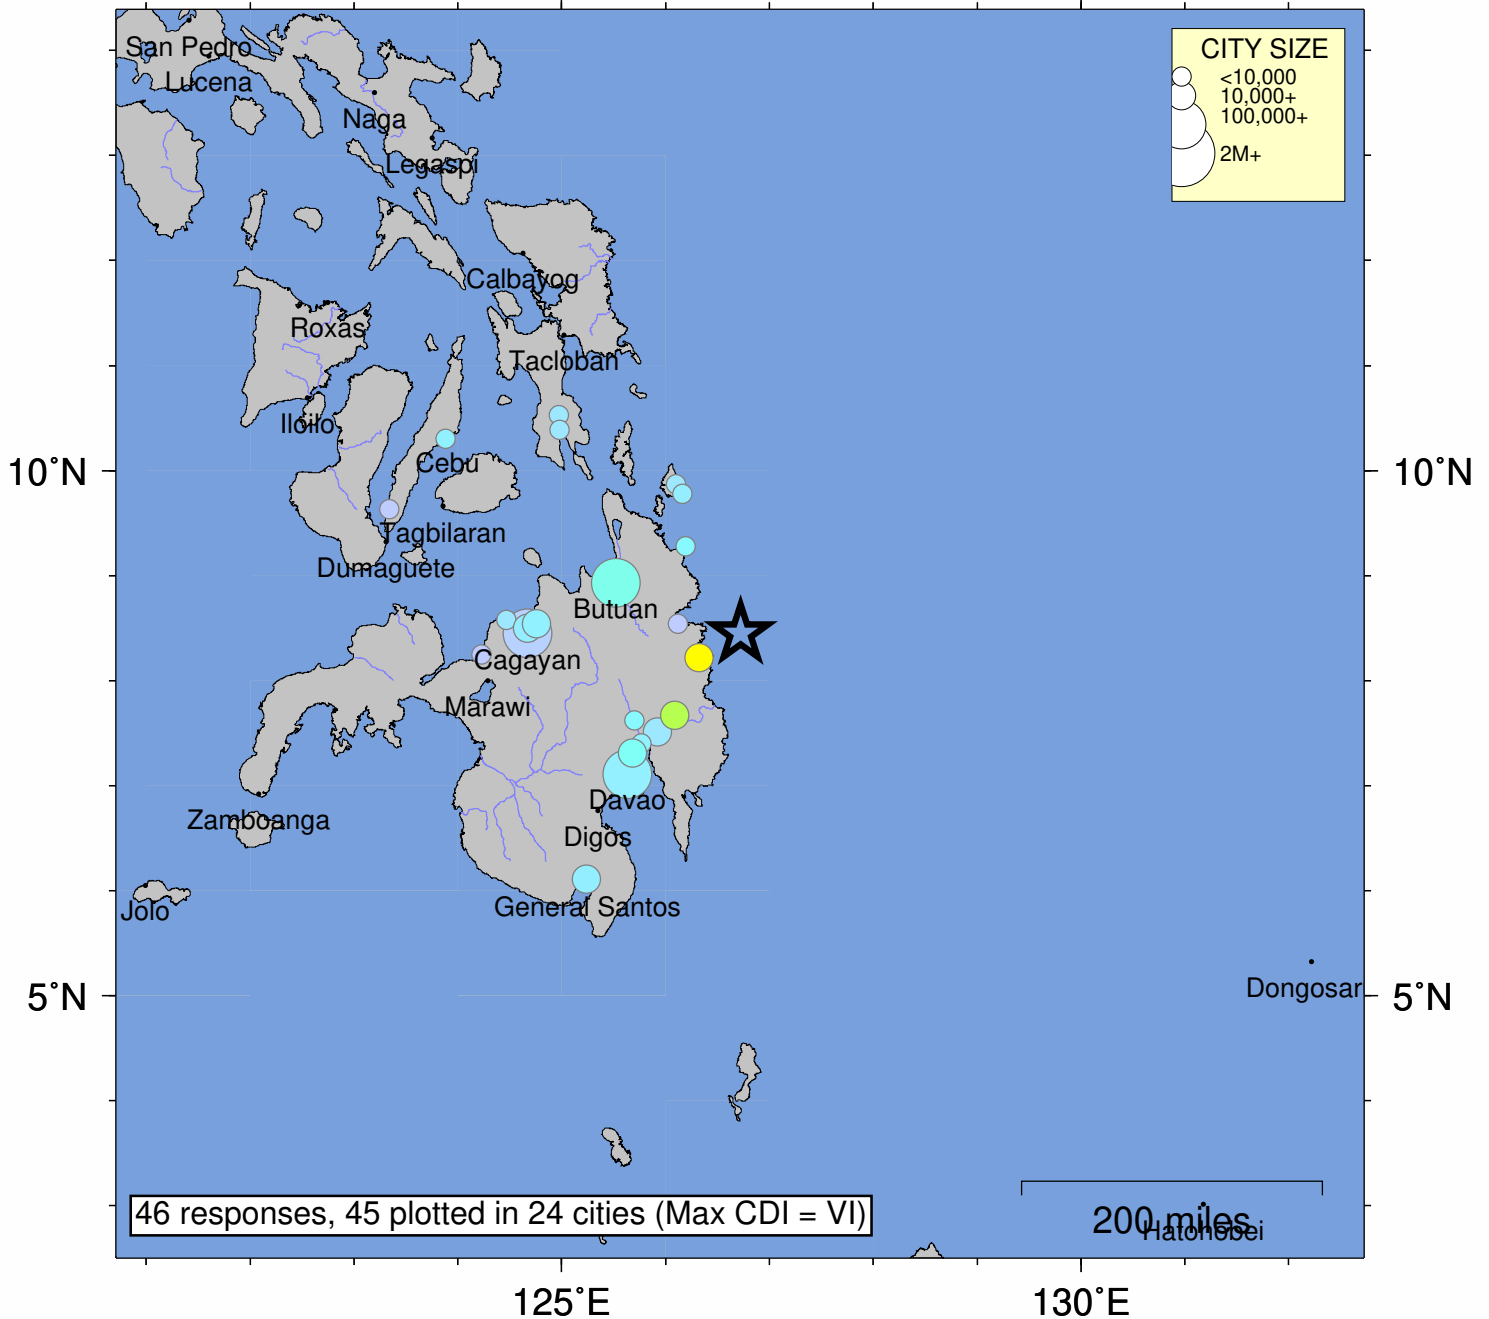 San Pedro
Lucena
Naga
Legaspi
Calbayog
Roxas
Tacloban
Iloilo
Cebu
Tagbilaran
Dumaguete
Butuan
Cagayan
Marawi
Davao
Zamboanga
Digos
General Santos
Jolo
Dongosar
Hatohobei
CITY SIZE
<10,000
10,000+
100,000+
2M+
10˚N
10˚N
5˚N
5˚N
46 responses, 45 plotted in 24 cities (Max CDI = VI)
200 miles
125˚E
130˚E